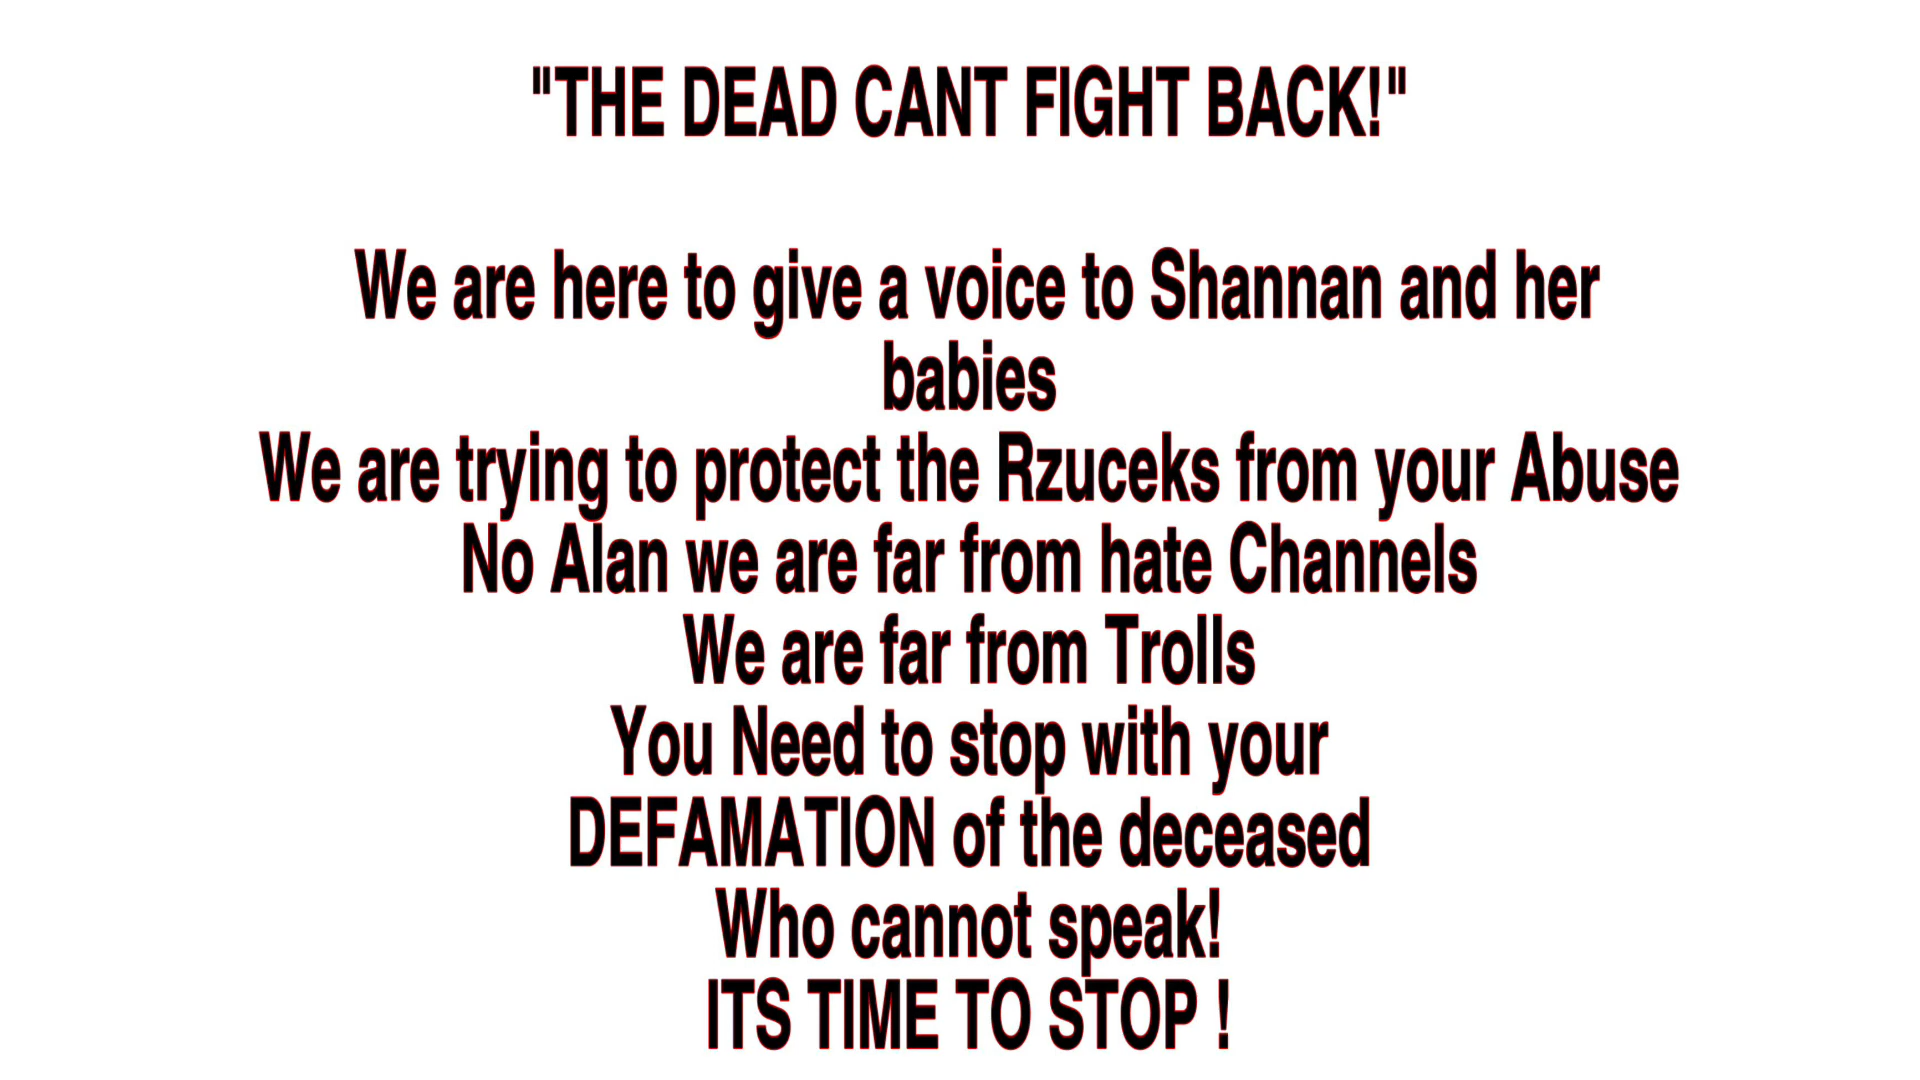 "THE DEAD CANT FIGHT BACK!"
We are here to give a voice to Shannan and her
babies
We are trying to protect the Rzuceks from your Abuse
No Alan we are far from hate Channels
We are far from Trolls
You Need to stop with your
DEFAMATION of the deceased
Who cannot speak!
ITS TIME TO STOP !